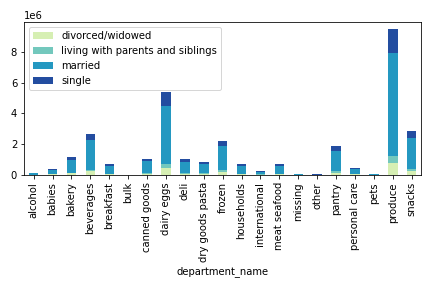 1e6
divorced/widowed
living with parents and siblings
married
single
8
6
4
2
0
alcohol
babies
bakery
beverages
breakfast
bulk
canned goods
dairy eggs
deli
dry goods pasta
frozen
households
international
meat seafood
missing
other
pantry
personal care
pets
produce
snacks
department_name